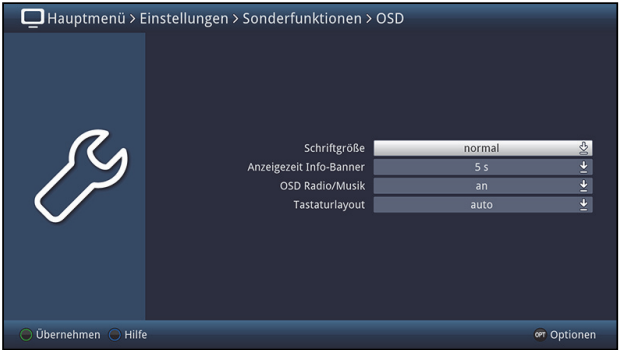 Hauptmenü > Einstellungen > Sonderfunktionen > OSD
Schriftgröße normal
Anzeigezeit Info-Banner 5 s
OSD Radio/Musik an
Tastaturlayout auto
Übernehmen Hilfe OPT Optionen